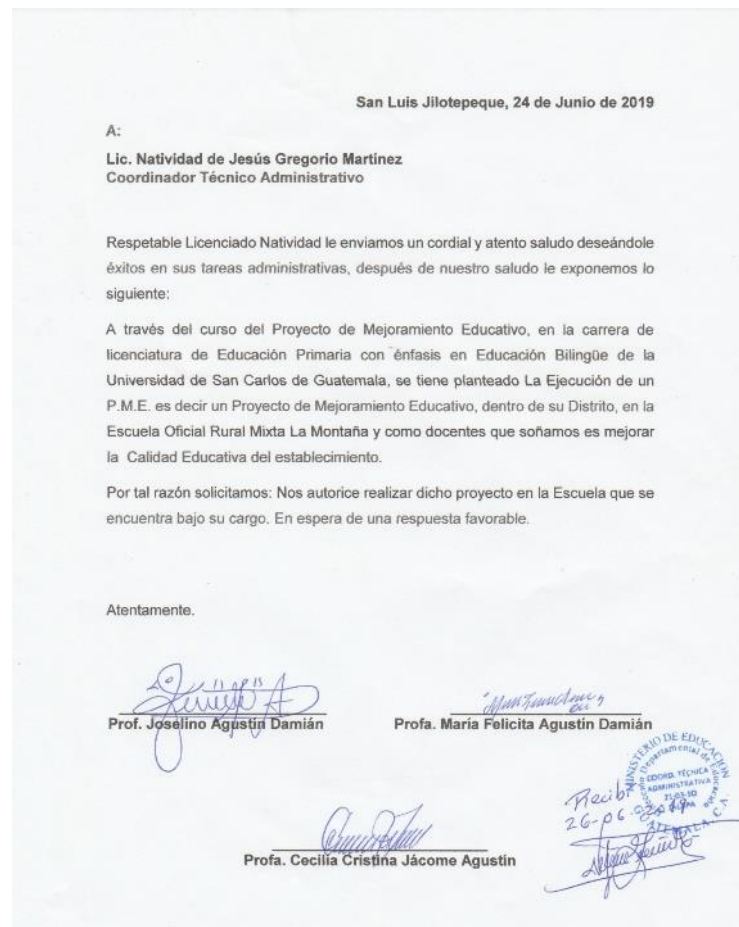 San Luis Jilotepeque, 24 de Junio de 2019
A:
Lic. Natividad de Jesús Gregorio Martínez
Coordinador Técnico Administrativo
Respetable Licenciado Natividad le enviamos un cordial y atento saludo deseándole
éxitos en sus tareas administrativas, después de nuestro saludo le exponemos lo
siguiente:
A través del curso del Proyecto de Mejoramiento Educativo, en la carrera de
licenciatura de Educación Primaria con énfasis en Educación Bilingüe de la
Universidad de San Carlos de Guatemala, se tiene planteado La Ejecución de un
P.M.E. es decir un Proyecto de Mejoramiento Educativo, dentro de su Distrito, en la
Escuela Oficial Rural Mixta La Montaña y como docentes que soñamos es mejorar
la Calidad Educativa del establecimiento.
Por tal razón solicitamos: Nos autorice realizar dicho proyecto en la Escuela que se
encuentra bajo su cargo. En espera de una respuesta favorable.
Atentamente.
Prof. Joselino Agustín Damián
Profa. María Felicita Agustín Damián
MINISTERIO DE EDUCACIÓN
Departamental de Educación
COORD. TÉCNICA
ADMINISTRATIVA
GUATEMALA C.A.
Recibí
26-06-2019
Profa. Cecilia Cristina Jácome Agustín